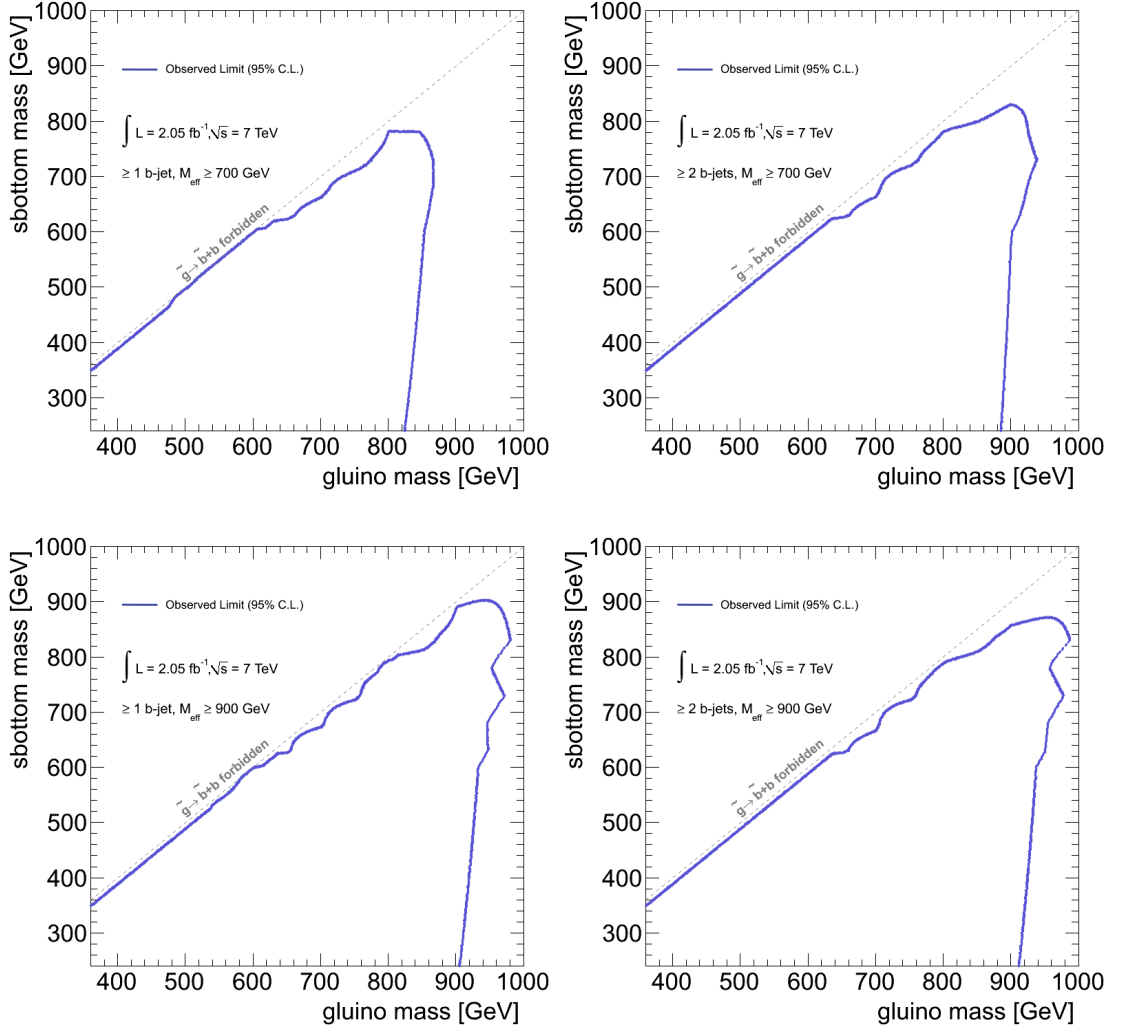 sbottom mass [GeV]
1000
900
800
700
600
500
400
300
Observed Limit (95% C.L.)
∫ L = 2.05 fb⁻¹,√s = 7 TeV
≥ 1 b-jet, M_eff ≥ 700 GeV
g̃→ b̃+b forbidden
400 500 600 700 800 900 1000
gluino mass [GeV]
sbottom mass [GeV]
1000
900
800
700
600
500
400
300
Observed Limit (95% C.L.)
∫ L = 2.05 fb⁻¹,√s = 7 TeV
≥ 2 b-jets, M_eff ≥ 700 GeV
g̃→ b̃+b forbidden
400 500 600 700 800 900 1000
gluino mass [GeV]
sbottom mass [GeV]
1000
900
800
700
600
500
400
300
Observed Limit (95% C.L.)
∫ L = 2.05 fb⁻¹,√s = 7 TeV
≥ 1 b-jet, M_eff ≥ 900 GeV
g̃→ b̃+b forbidden
400 500 600 700 800 900 1000
gluino mass [GeV]
sbottom mass [GeV]
1000
900
800
700
600
500
400
300
Observed Limit (95% C.L.)
∫ L = 2.05 fb⁻¹,√s = 7 TeV
≥ 2 b-jets, M_eff ≥ 900 GeV
g̃→ b̃+b forbidden
400 500 600 700 800 900 1000
gluino mass [GeV]